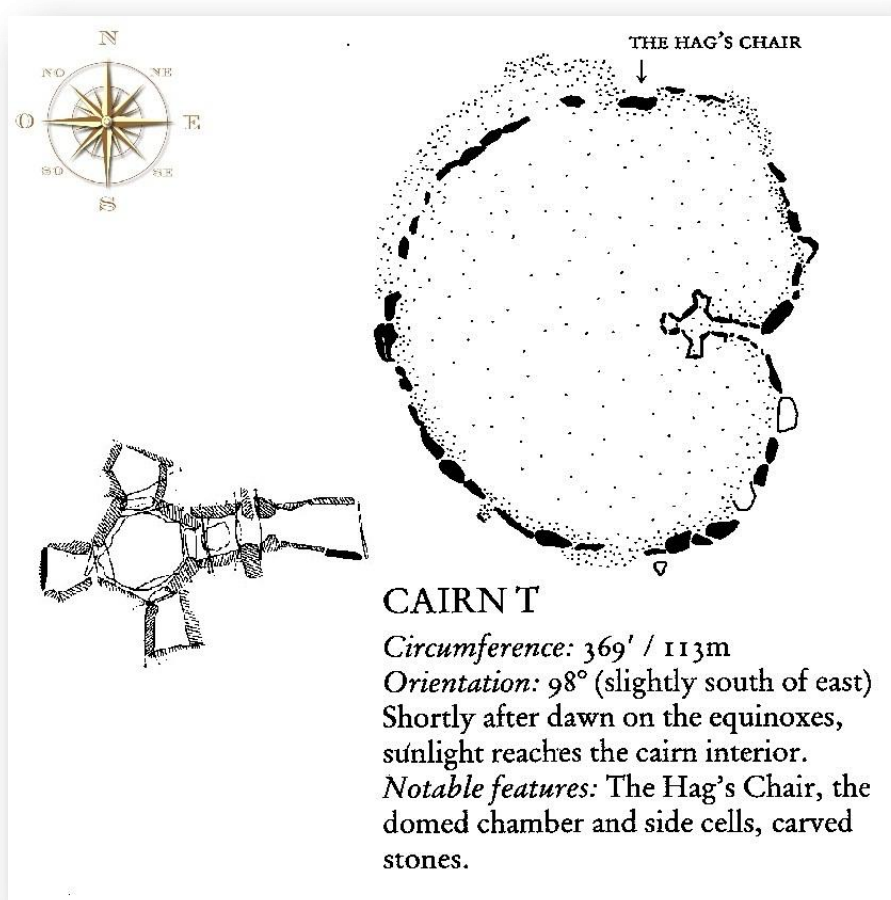 N
NO
NE
O
E
SO
SE
S
THE HAG'S CHAIR
CAIRN T
Circumference: 369' / 113m
Orientation: 98° (slightly south of east)
Shortly after dawn on the equinoxes,
sunlight reaches the cairn interior.
Notable features: The Hag's Chair, the
domed chamber and side cells, carved
stones.